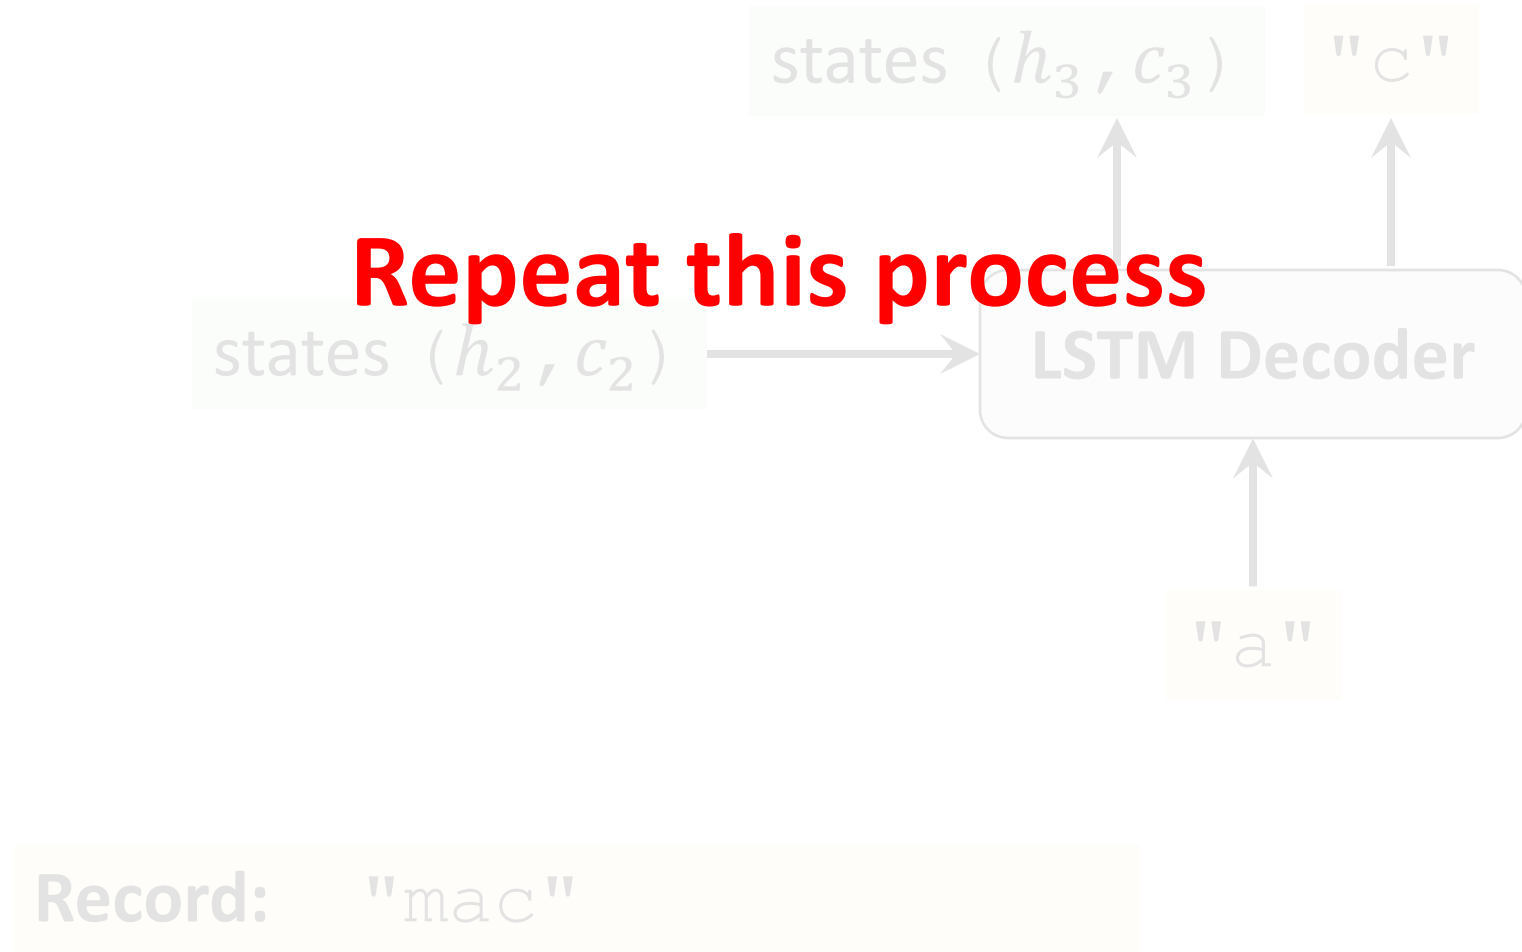 states (h₃, c₃) "c"
Repeat this process
states (h₂, c₂) LSTM Decoder
"a"
Record: "mac"